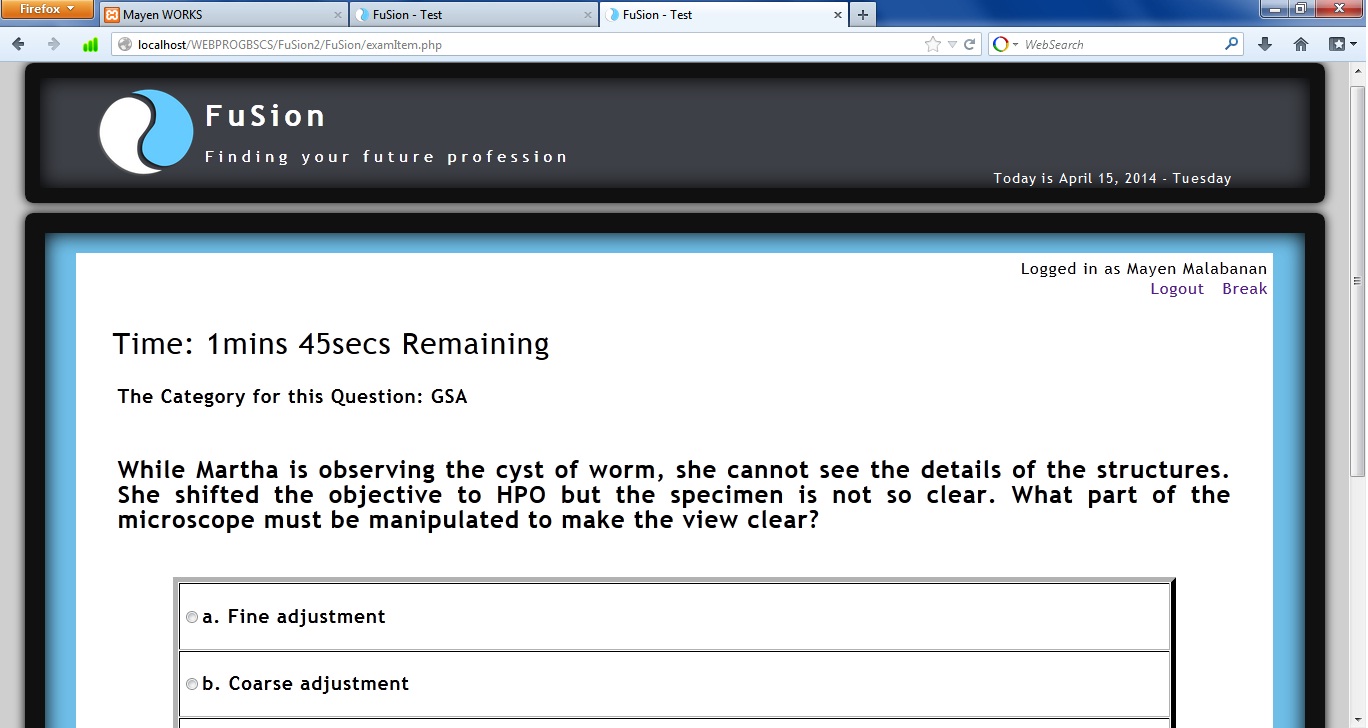 Firefox
Mayen WORKS
FuSion - Test
FuSion - Test
localhost/WEBPROGBSCS/FuSion2/FuSion/examItem.php
WebSearch
FuSion
Finding your future profession
Today is April 15, 2014 - Tuesday
Logged in as Mayen Malabanan
Logout Break
Time: 1mins 45secs Remaining
The Category for this Question: GSA
While Martha is observing the cyst of worm, she cannot see the details of the structures.
She shifted the objective to HPO but the specimen is not so clear. What part of the
microscope must be manipulated to make the view clear?
a. Fine adjustment
b. Coarse adjustment